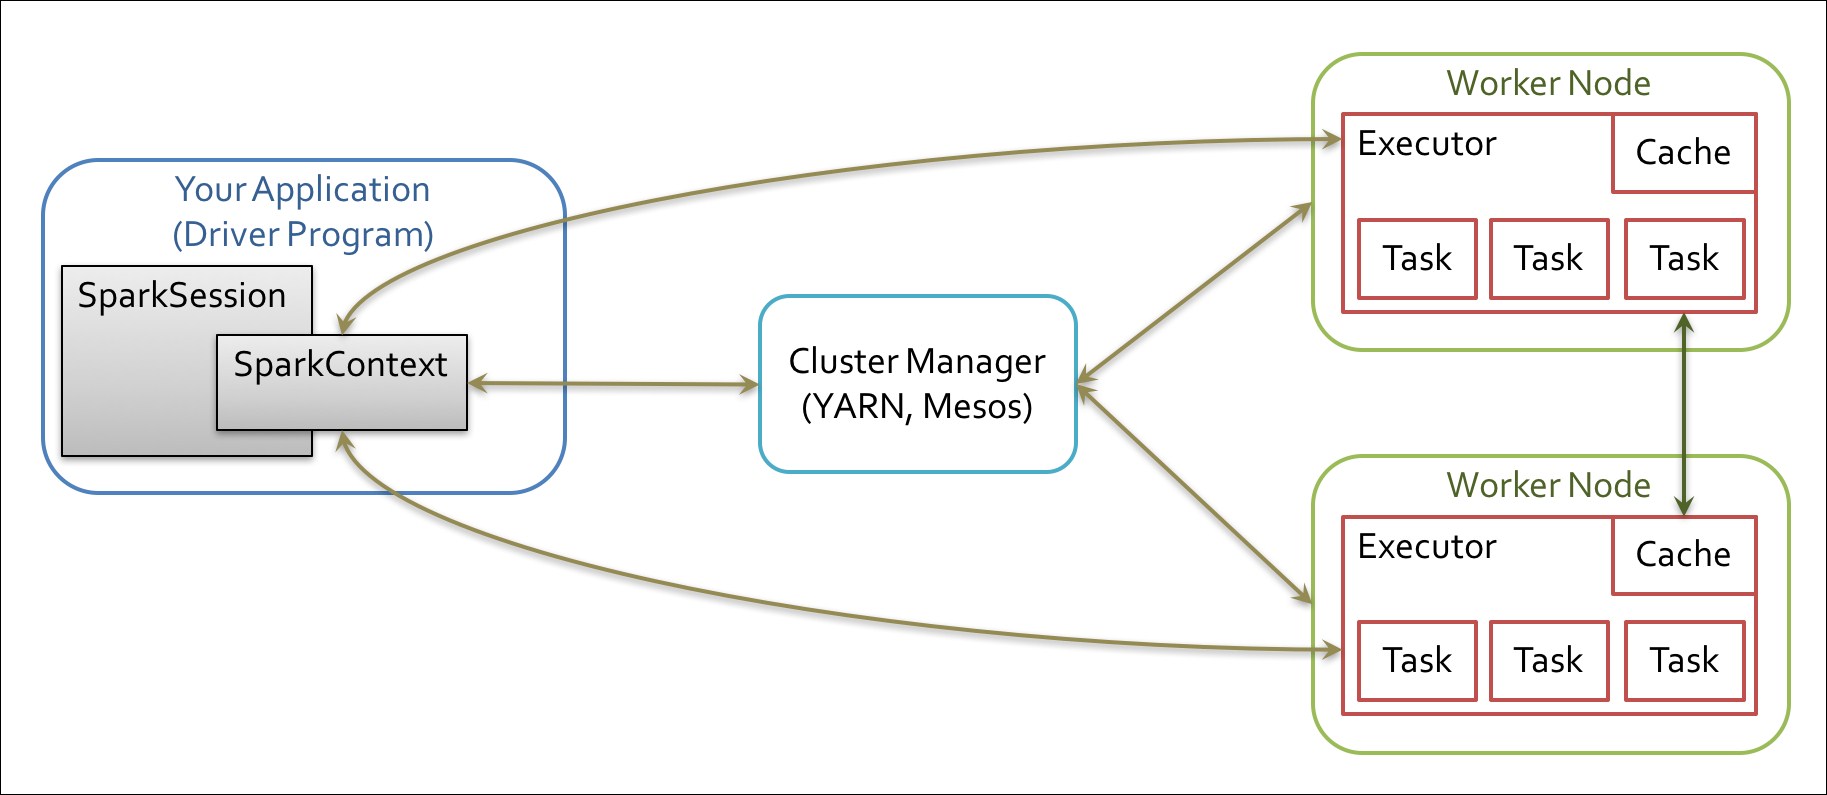 Your Application
(Driver Program)
SparkSession
SparkContext
Cluster Manager
(YARN, Mesos)
Worker Node
Executor
Cache
Task
Task
Task
Worker Node
Executor
Cache
Task
Task
Task